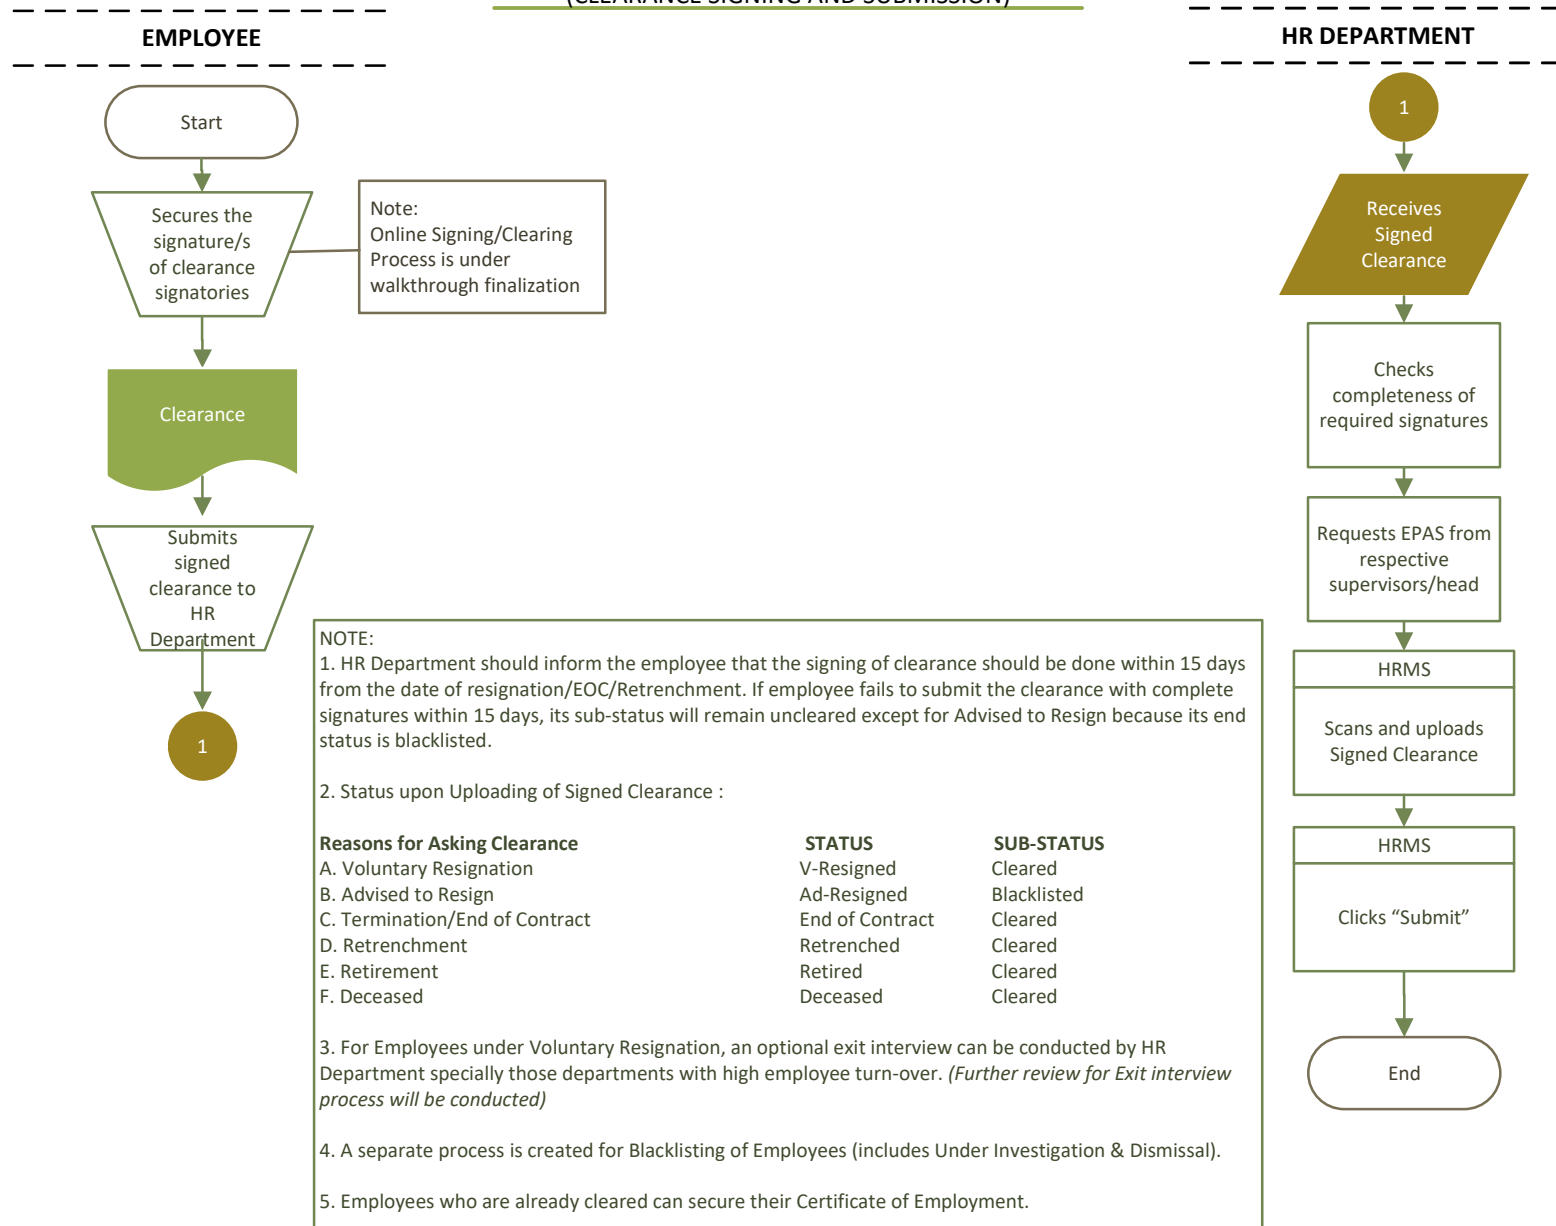 (CLEARANCE SIGNING AND SUBMISSION)
EMPLOYEE
HR DEPARTMENT
Start
Secures the
signature/s
of clearance
signatories
Note:
Online Signing/Clearing
Process is under
walkthrough finalization
Clearance
Submits
signed
clearance to
HR
Department
1
1
Receives
Signed
Clearance
Checks
completeness of
required signatures
Requests EPAS from
respective
supervisors/head
HRMS
Scans and uploads
Signed Clearance
HRMS
Clicks “Submit”
End
NOTE:
1. HR Department should inform the employee that the signing of clearance should be done within 15 days
from the date of resignation/EOC/Retrenchment. If employee fails to submit the clearance with complete
signatures within 15 days, its sub-status will remain uncleared except for Advised to Resign because its end
status is blacklisted.
2. Status upon Uploading of Signed Clearance :
Reasons for Asking Clearance STATUS SUB-STATUS
A. Voluntary Resignation V-Resigned Cleared
B. Advised to Resign Ad-Resigned Blacklisted
C. Termination/End of Contract End of Contract Cleared
D. Retrenchment Retrenched Cleared
E. Retirement Retired Cleared
F. Deceased Deceased Cleared
3. For Employees under Voluntary Resignation, an optional exit interview can be conducted by HR
Department specially those departments with high employee turn-over. (Further review for Exit interview
process will be conducted)
4. A separate process is created for Blacklisting of Employees (includes Under Investigation & Dismissal).
5. Employees who are already cleared can secure their Certificate of Employment.